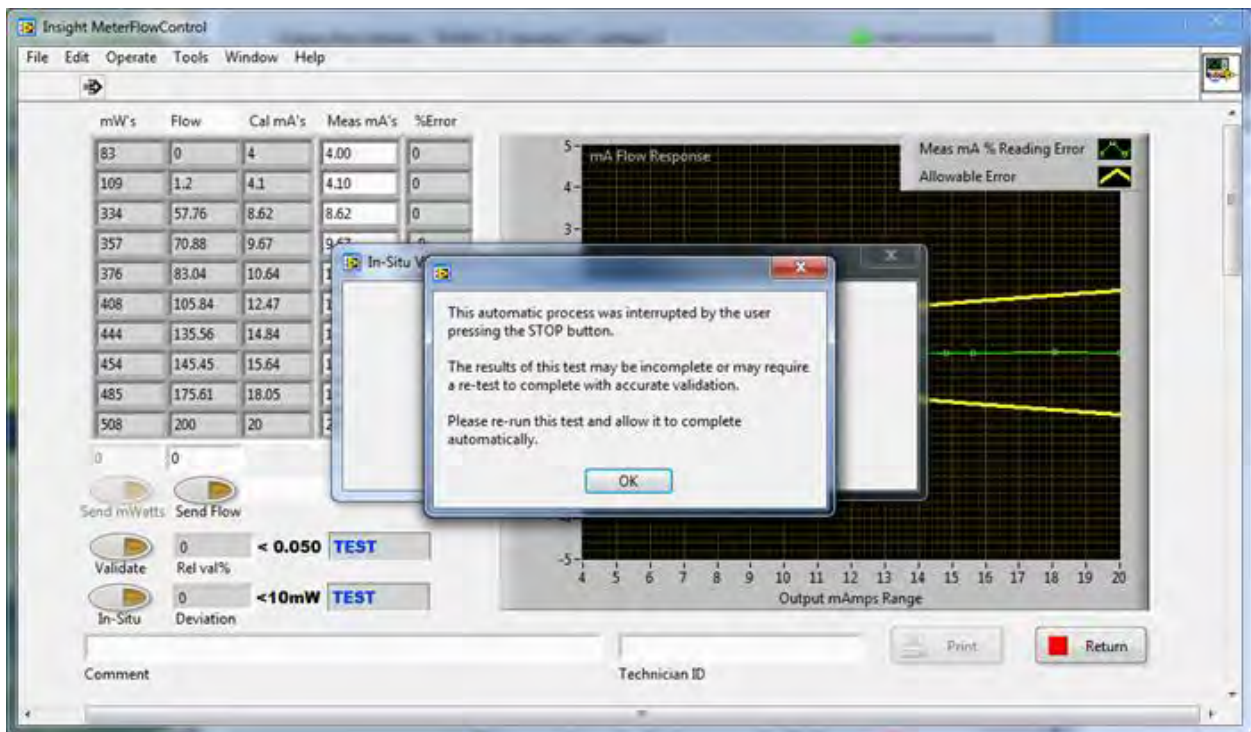 Insight MeterFlowControl
File Edit Operate Tools Window Help
mW's Flow Cal mA's Meas mA's %Error
83 0 4 4.00 0
109 1.2 4.1 4.10 0
334 57.76 8.62 8.62 0
357 70.88 9.67 9.67
376 83.04 10.64
408 105.84 12.47
444 135.56 14.84
454 145.45 15.64
485 175.61 18.05
508 200 20
0 0
Send mWatts Send Flow
Validate 0 < 0.050 TEST
Rel val%
In-Situ 0 <10mW TEST
Deviation
Comment
Technician ID
Print
Return
mA Flow Response
Meas mA % Reading Error
Allowable Error
5
4
3
-5
4 5 6 7 8 9 10 11 12 13 14 15 16 17 18 19 20
Output mAmps Range
In-Situ
This automatic process was interrupted by the user
pressing the STOP button.
The results of this test may be incomplete or may require
a re-test to complete with accurate validation.
Please re-run this test and allow it to complete
automatically.
OK